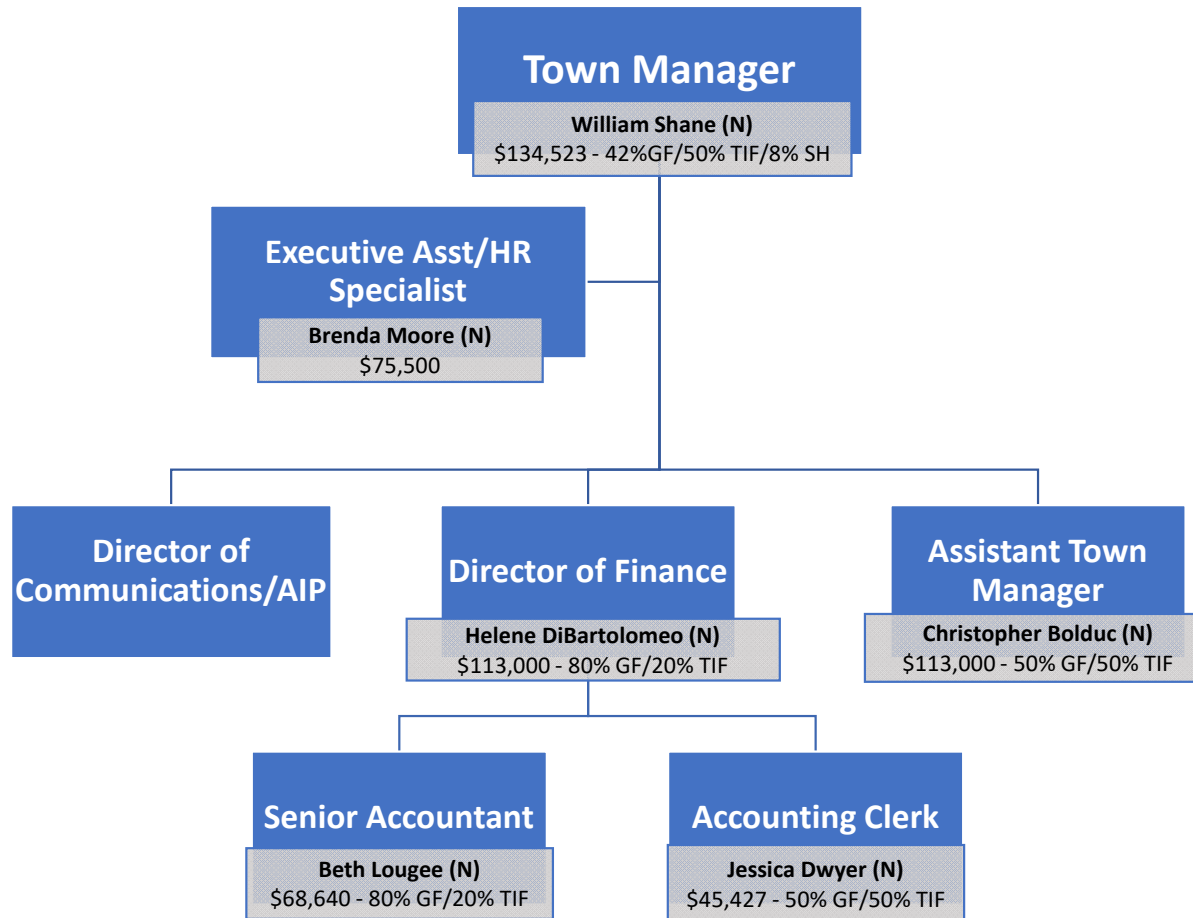 Town Manager
William Shane (N)
$134,523 - 42%GF/50% TIF/8% SH
Executive Asst/HR
Specialist
Brenda Moore (N)
$75,500
Director of
Communications/AIP
Director of Finance
Helene DiBartolomeo (N)
$113,000 - 80% GF/20% TIF
Assistant Town
Manager
Christopher Bolduc (N)
$113,000 - 50% GF/50% TIF
Senior Accountant
Beth Lougee (N)
$68,640 - 80% GF/20% TIF
Accounting Clerk
Jessica Dwyer (N)
$45,427 - 50% GF/50% TIF